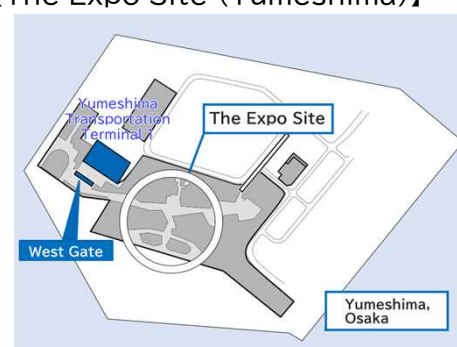 The Expo Site (Yumeshima)】
Yumeshima
Transportation
Terminal 1
The Expo Site
West Gate
Yumeshima,
Osaka